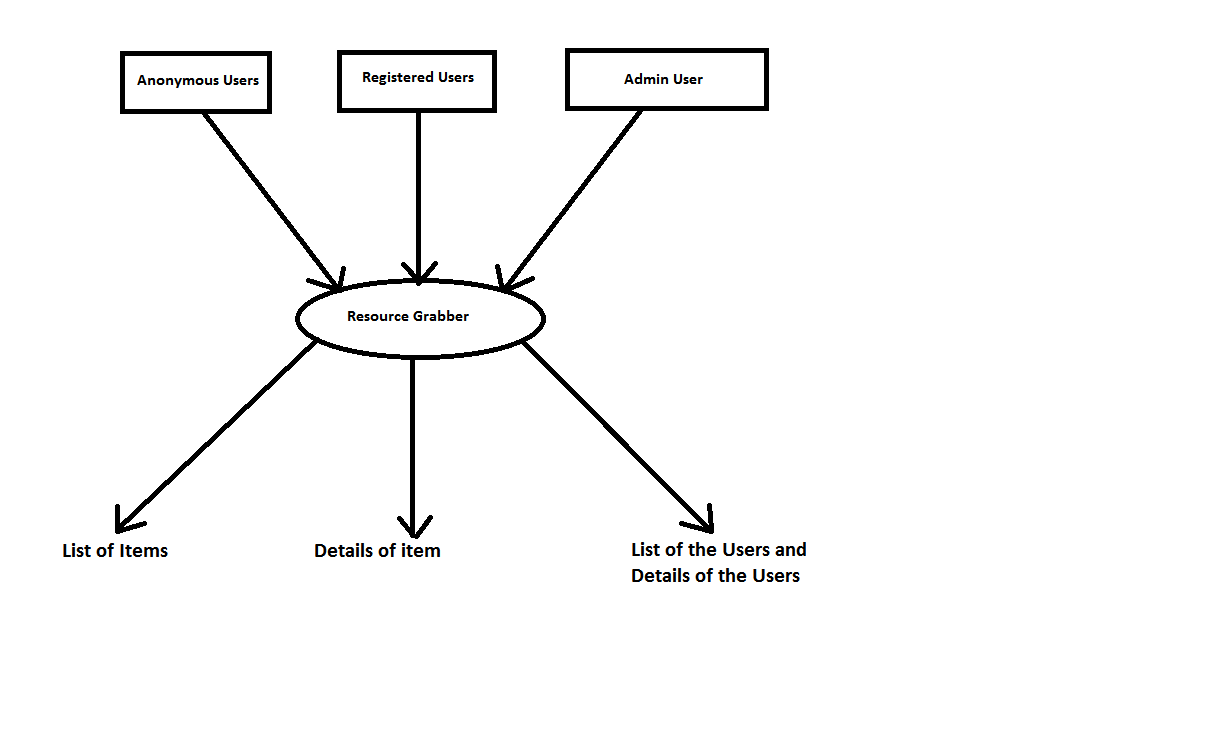 Anonymous Users
Registered Users
Admin User
Resource Grabber
List of Items
Details of item
List of the Users and
Details of the Users